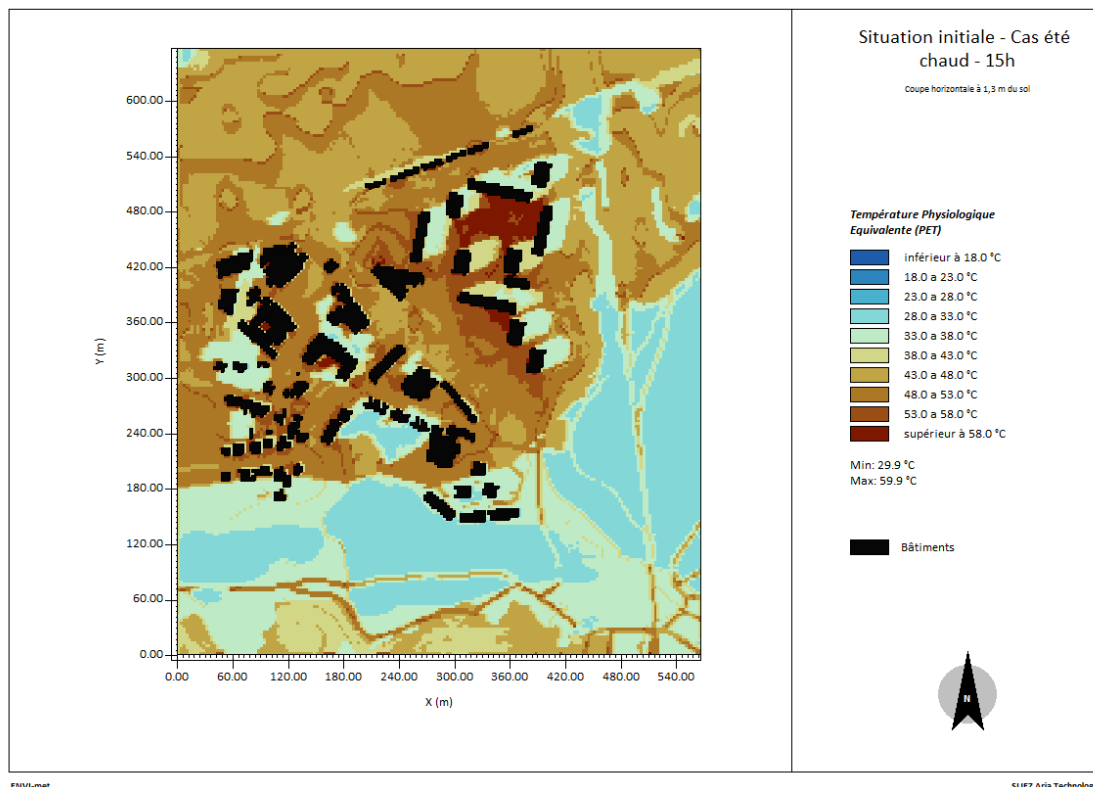 Situation initiale - Cas été
chaud - 15h
Coupe horizontale à 1,3 m du sol
600.00
540.00
480.00
420.00
360.00
300.00
240.00
180.00
120.00
60.00
0.00
Y (m)
0.00 60.00 120.00 180.00 240.00 300.00 360.00 420.00 480.00 540.00
X (m)
Température Physiologique
Equivalente (PET)
inférieur à 18.0 °C
18.0 a 23.0 °C
23.0 a 28.0 °C
28.0 a 33.0 °C
33.0 a 38.0 °C
38.0 a 43.0 °C
43.0 a 48.0 °C
48.0 a 53.0 °C
53.0 a 58.0 °C
supérieur à 58.0 °C
Min: 29.9 °C
Max: 59.9 °C
Bâtiments
N
ENVI-met
SUEZ Aria Technolog